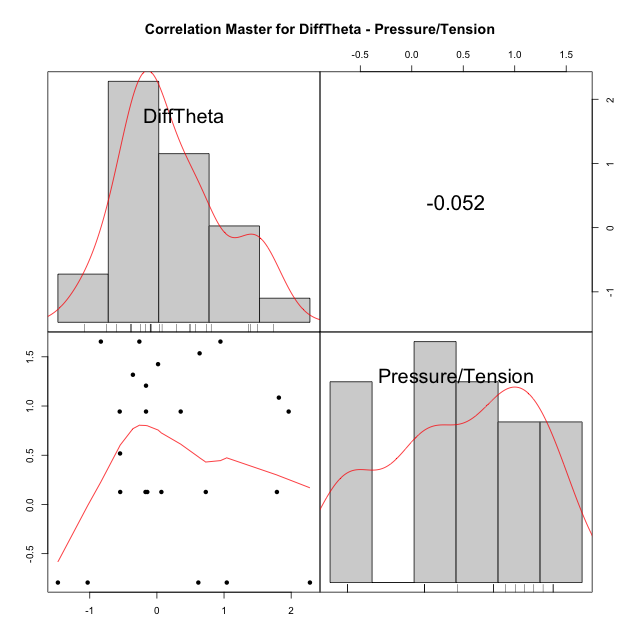 Correlation Master for DiffTheta - Pressure/Tension
-0.5 0.0 0.5 1.0 1.5
DiffTheta
-0.052
2
1
0
-1
1.5
1.0
0.5
0.0
-0.5
Pressure/Tension
-1 0 1 2